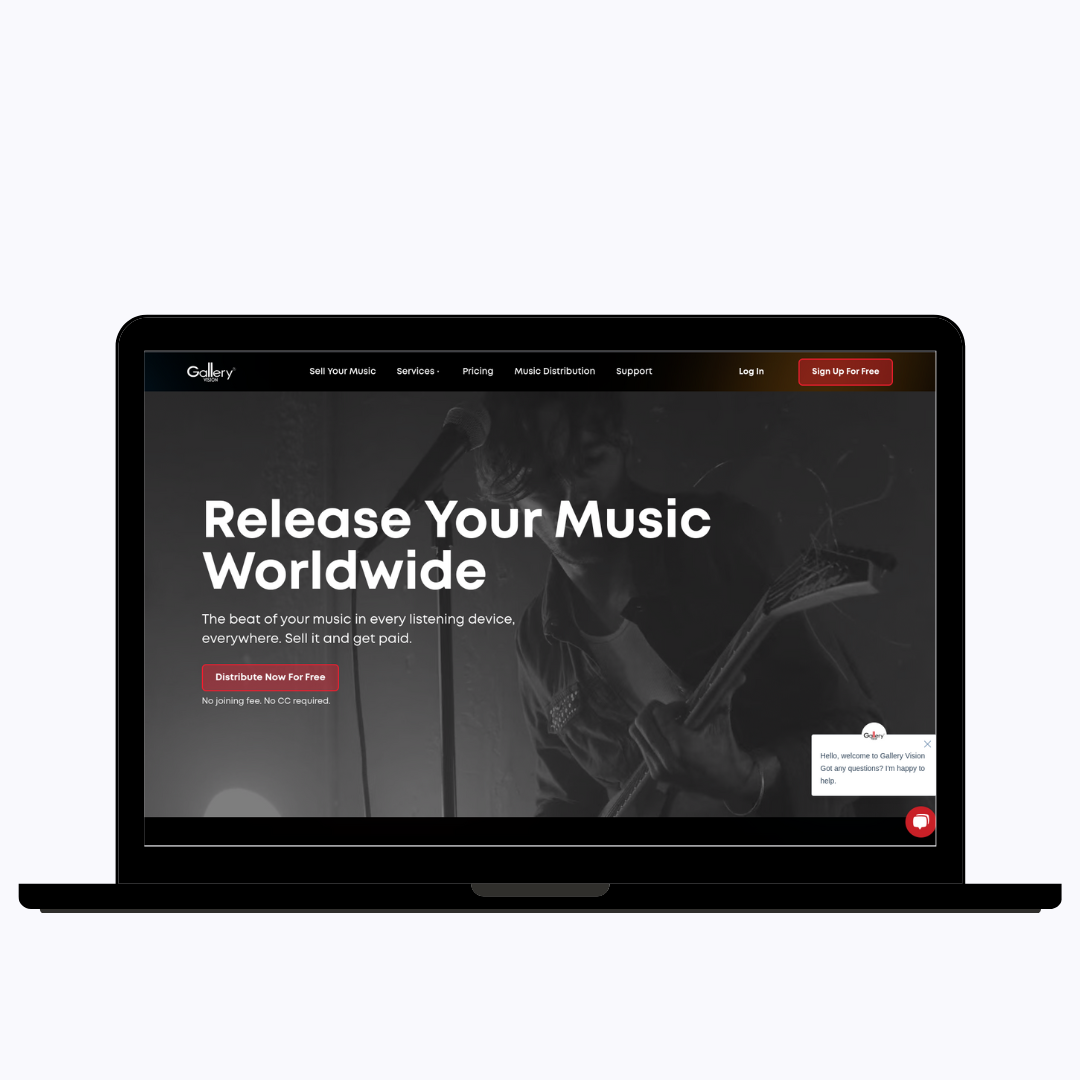 Gallery
VISION
Sell Your Music
Services
Pricing
Music Distribution
Support
Log In
Sign Up For Free
Release Your Music
Worldwide
The beat of your music in every listening device,
everywhere. Sell it and get paid.
Distribute Now For Free
No joining fee. No CC required.
Gallery
Hello, welcome to Gallery Vision
Got any questions? I'm happy to
help.